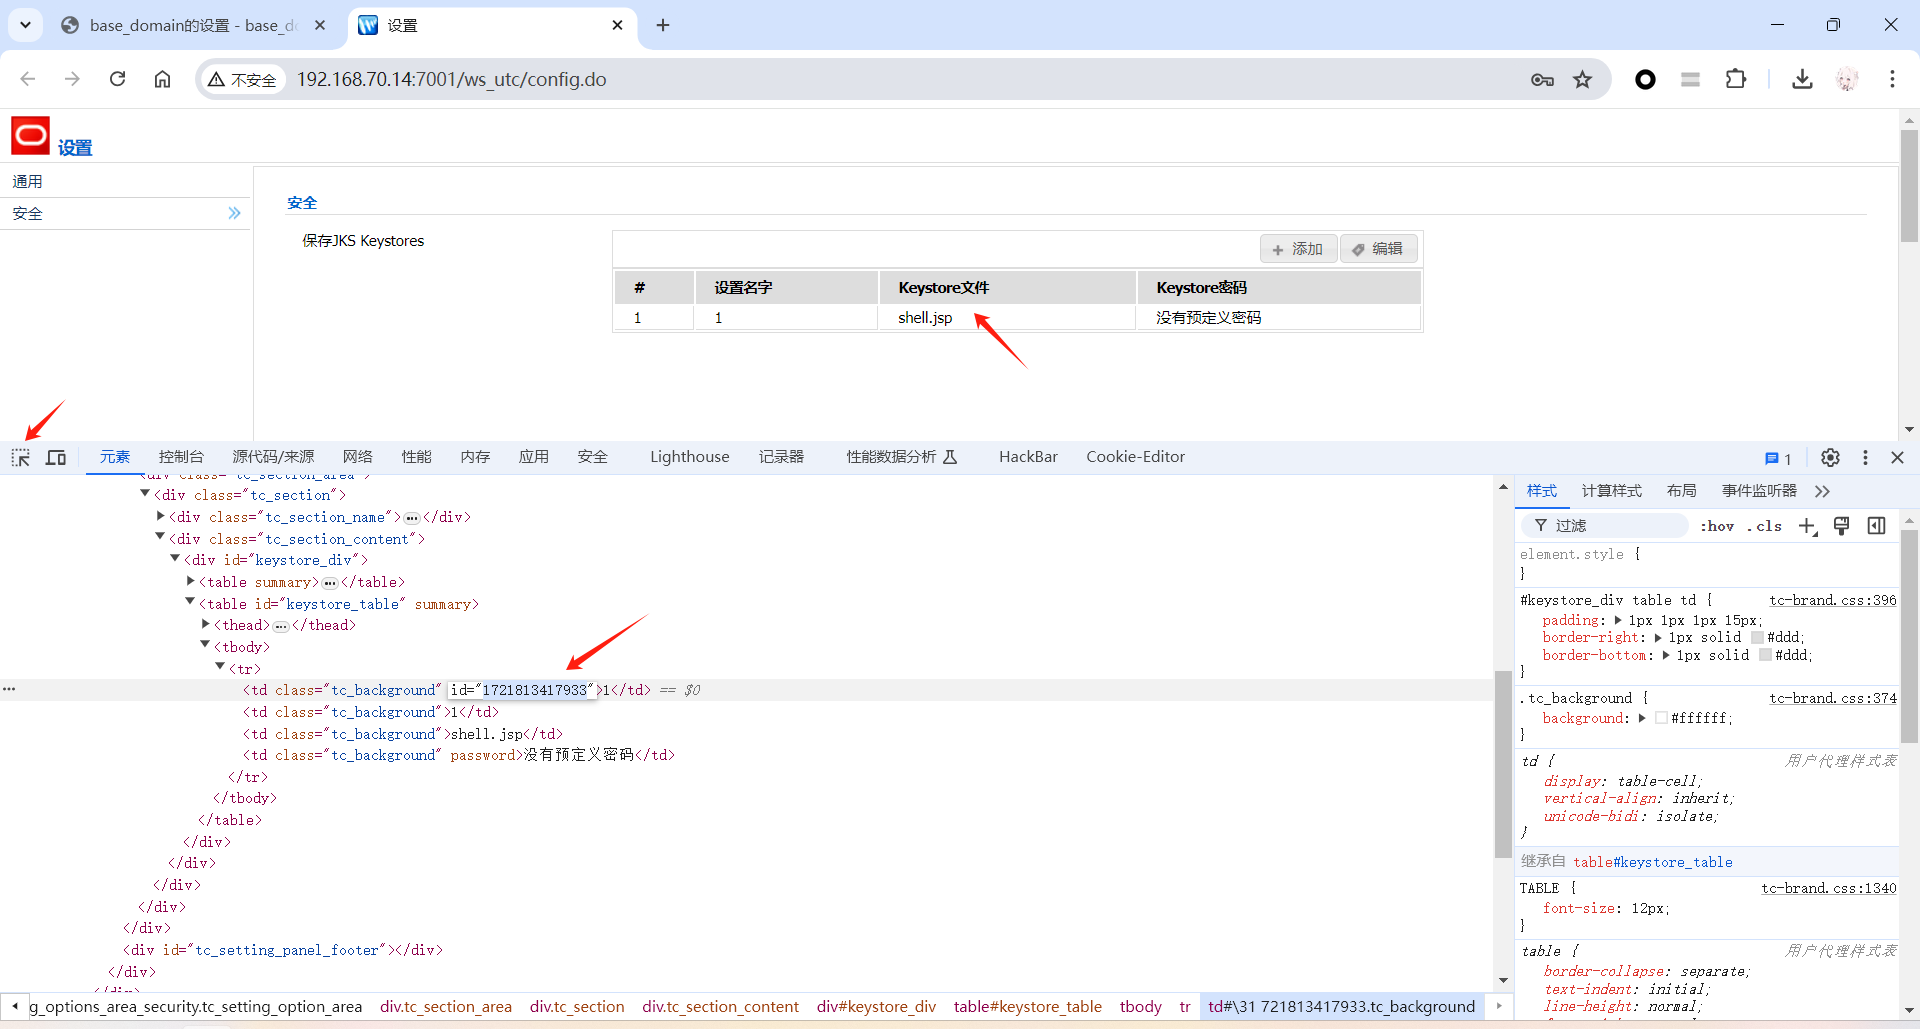 base_domain的设置 - base_do
设置
不安全
192.168.70.14:7001/ws_utc/config.do
设置
通用
安全
安全
保存JKS Keystores
添加
编辑
# 设置名字 Keystore文件 Keystore密码
1 1 shell.jsp 没有预定义密码
元素 控制台 源代码/来源 网络 性能 内存 应用 安全 Lighthouse 记录器 性能数据分析 HackBar Cookie-Editor 1
<div class="tc_section_area">
<div class="tc_section">
<div class="tc_section_name">…</div>
<div class="tc_section_content">
<div id="keystore_div">
<table summary>…</table>
<table id="keystore_table" summary>
<thead>…</thead>
<tbody>
<tr>
<td class="tc_background" id="1721813417933">1</td> == $0
<td class="tc_background">1</td>
<td class="tc_background">shell.jsp</td>
<td class="tc_background" password>没有预定义密码</td>
</tr>
</tbody>
</table>
</div>
</div>
</div>
</div>
</div>
<div id="tc_setting_panel_footer"></div>
</div>
</div>
g_options_area_security.tc_setting_option_area div.tc_section_area div.tc_section div.tc_section_content div#keystore_div table#keystore_table tbody tr td#\31 721813417933.tc_background
样式 计算样式 布局 事件监听器
过滤 :hov .cls
element.style {
}
#keystore_div table td { tc-brand.css:396
padding: 1px 1px 1px 15px;
border-right: 1px solid #ddd;
border-bottom: 1px solid #ddd;
}
.tc_background { tc-brand.css:374
background: #ffffff;
}
td { 用户代理样式表
display: table-cell;
vertical-align: inherit;
unicode-bidi: isolate;
}
继承自 table#keystore_table
TABLE { tc-brand.css:1340
font-size: 12px;
}
table { 用户代理样式表
border-collapse: separate;
text-indent: initial;
line-height: normal;